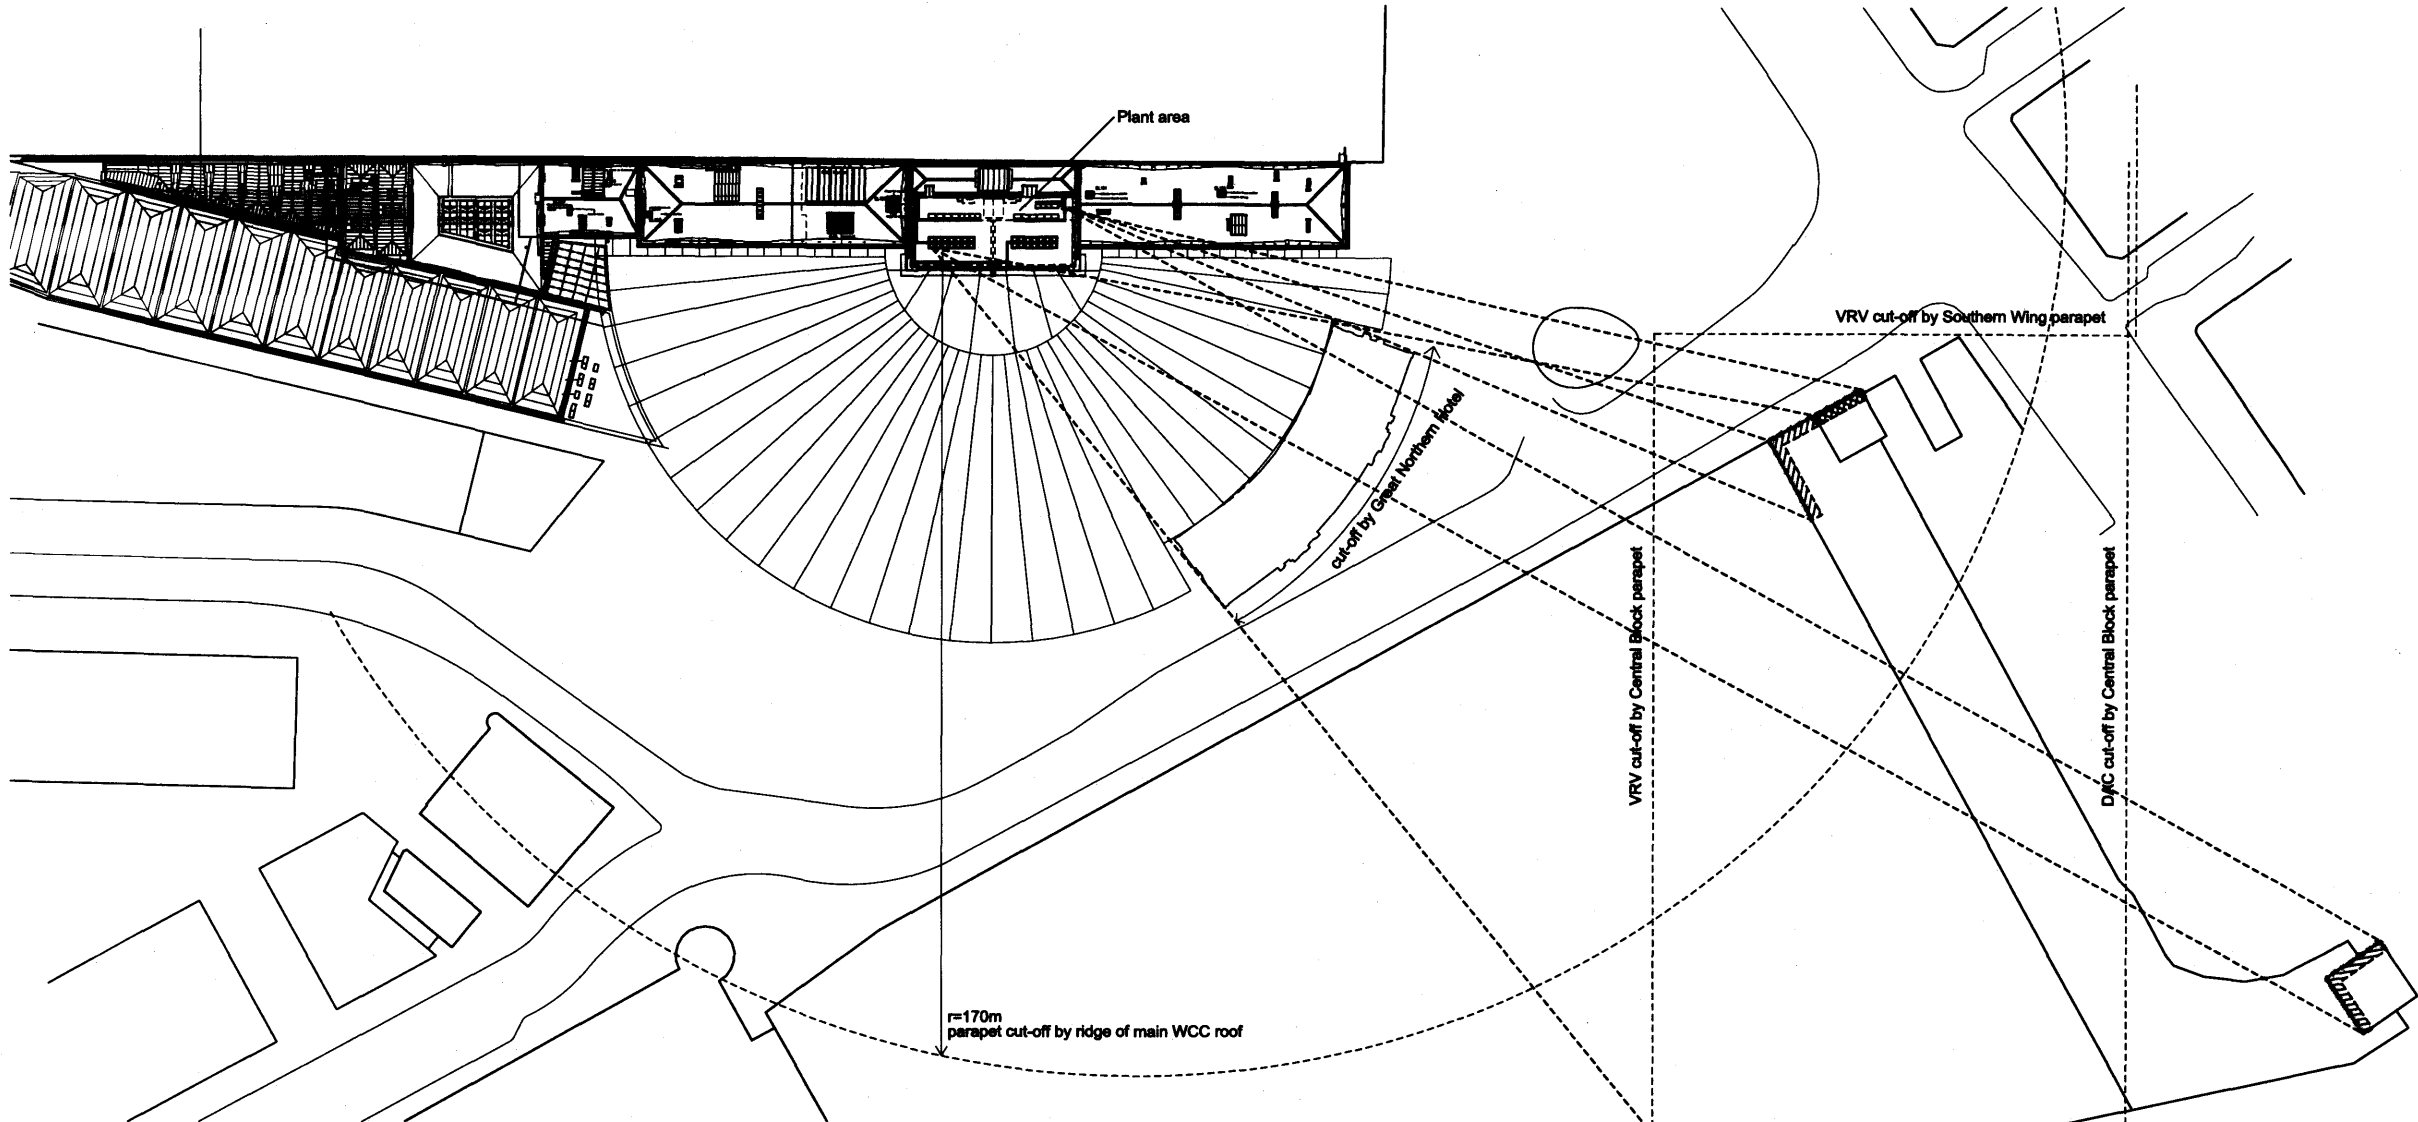 Plant area
VRV cut-off by Southern Wing parapet
cut-off by Great Northern Hotel
VRV cut-off by Central Block parapet
DAC cut-off by Central Block parapet
r=170m
parapet cut-off by ridge of main WCC roof